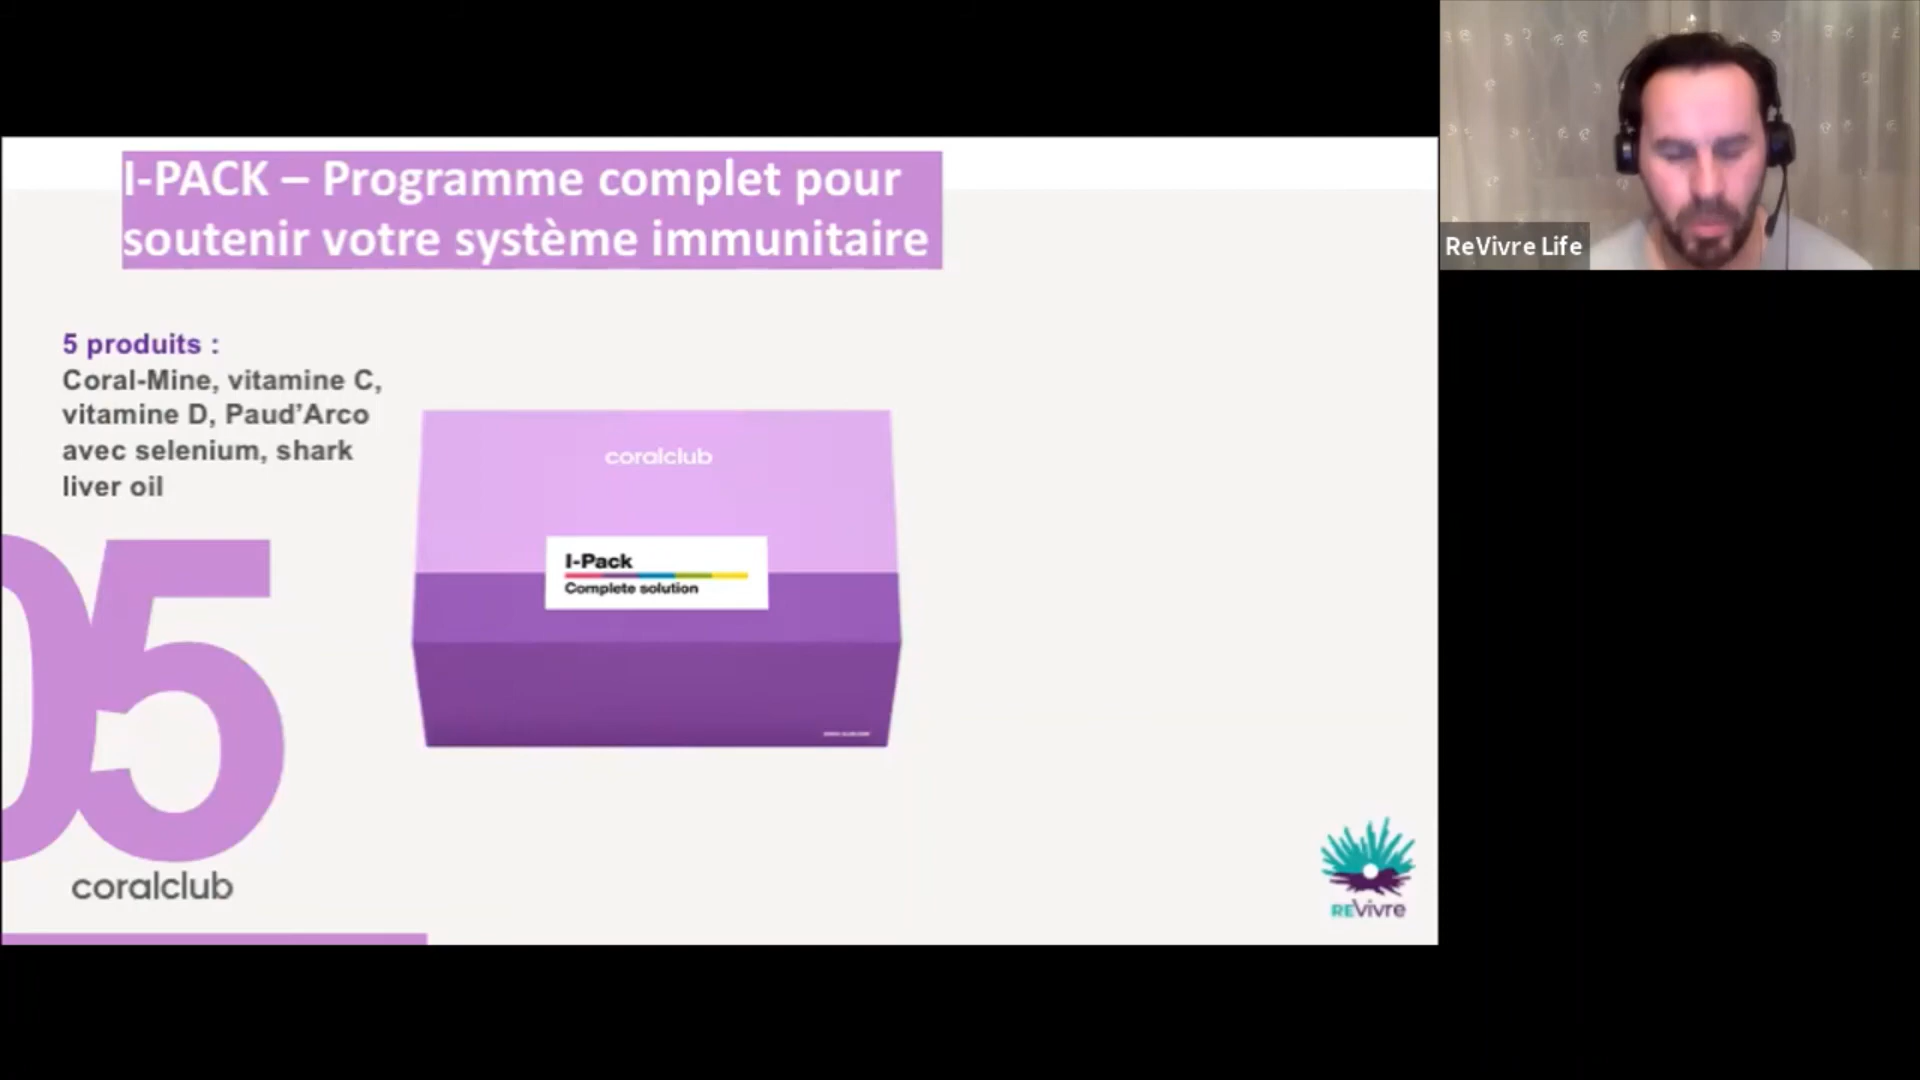 I-PACK – Programme complet pour
soutenir votre système immunitaire
5 produits :
Coral-Mine, vitamine C,
vitamine D, Paud’Arco
avec selenium, shark
liver oil
05
coralclub
coralclub
I-Pack
Complete solution
REVivre
ReVivre Life